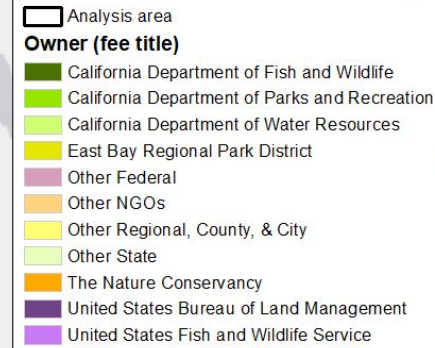 Analysis area
Owner (fee title)
California Department of Fish and Wildlife
California Department of Parks and Recreation
California Department of Water Resources
East Bay Regional Park District
Other Federal
Other NGOs
Other Regional, County, & City
Other State
The Nature Conservancy
United States Bureau of Land Management
United States Fish and Wildlife Service